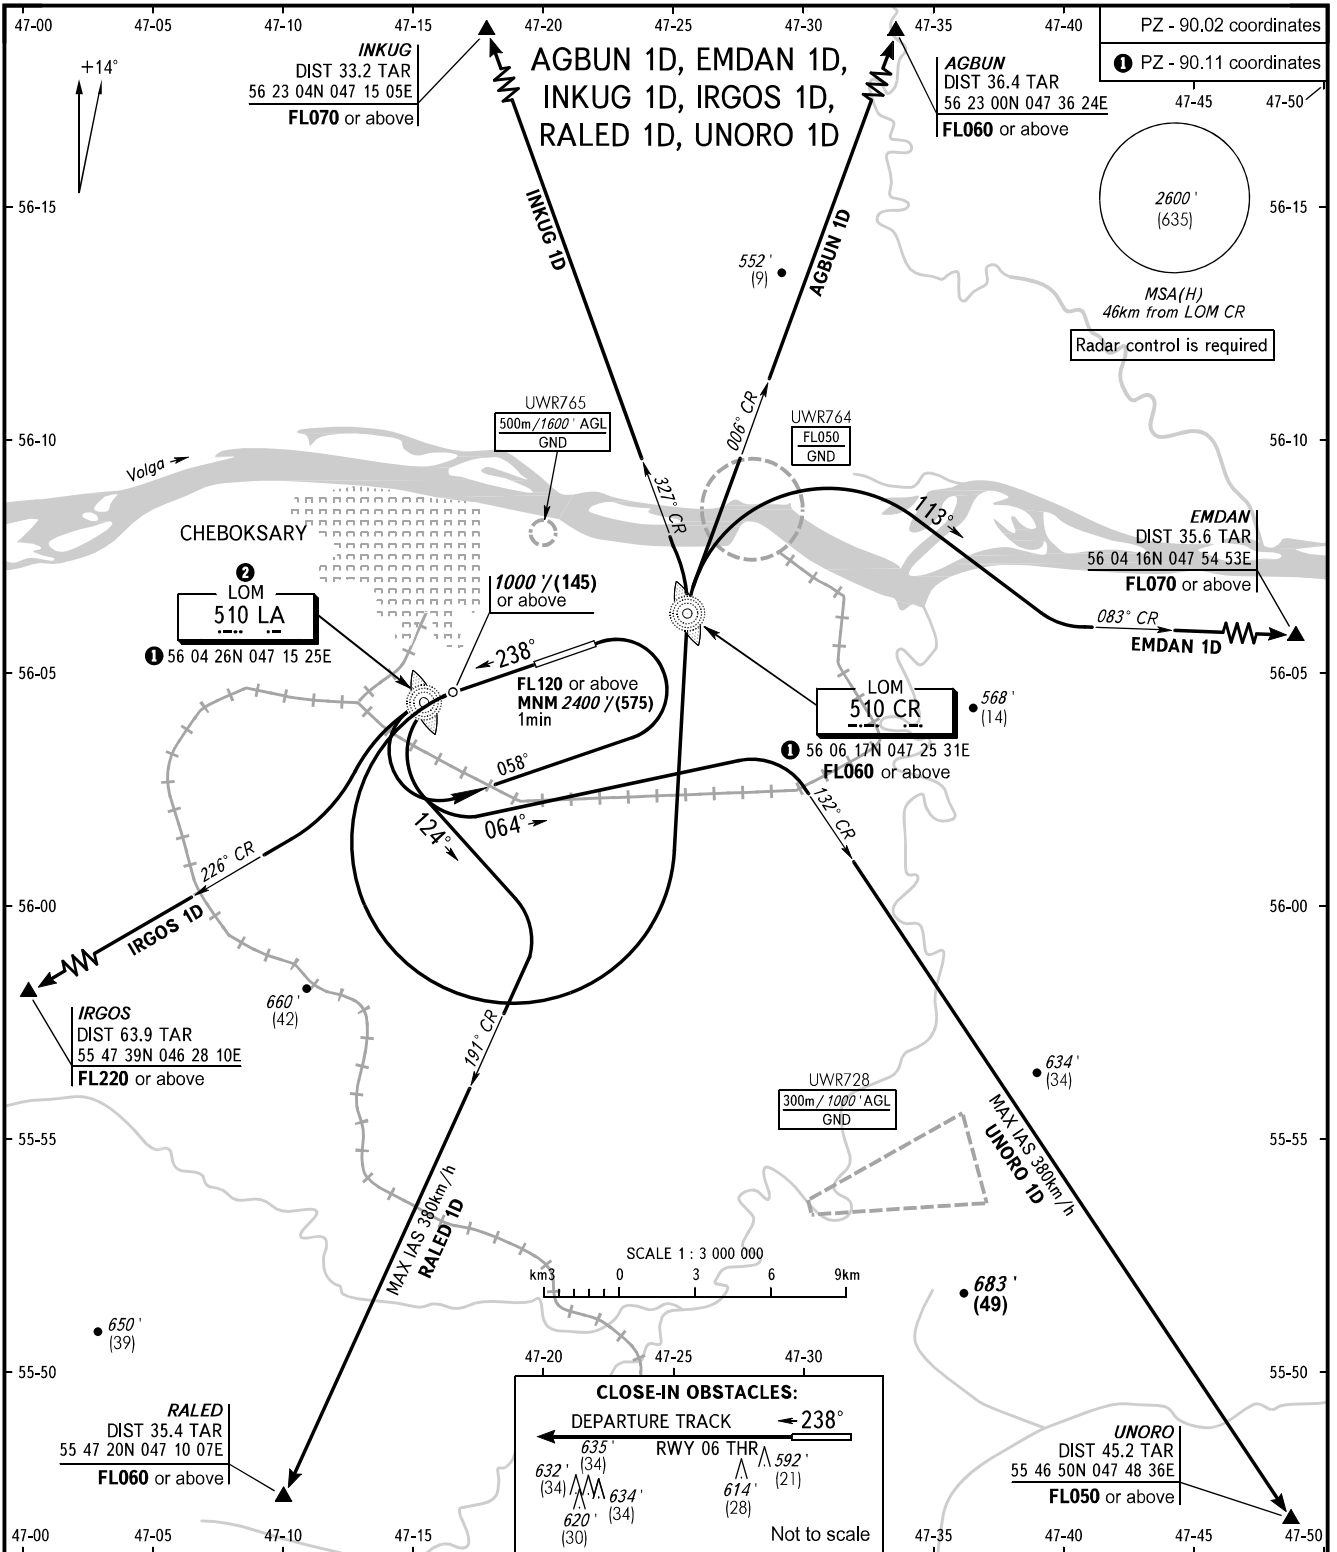 47-00
47-05
47-10
47-15
47-20
47-25
47-30
47-35
47-40
PZ - 90.02 coordinates
❶ PZ - 90.11 coordinates
47-45
47-50
+14°
INKUG
DIST 33.2 TAR
56 23 04N 047 15 05E
FL070 or above
AGBUN 1D, EMDAN 1D,
INKUG 1D, IRGOS 1D,
RALED 1D, UNORO 1D
AGBUN
DIST 36.4 TAR
56 23 00N 047 36 24E
FL060 or above
56-15
56-15
2600'
(635)
MSA(H)
46km from LOM CR
Radar control is required
INKUG 1D
AGBUN 1D
552'
(9)
006° CR
327° CR
UWR765
500m/1600' AGL
GND
UWR764
FL050
GND
56-10
56-10
Volga
CHEBOKSARY
113°
EMDAN
DIST 35.6 TAR
56 04 16N 047 54 53E
FL070 or above
083° CR
EMDAN 1D
❷
LOM
510 LA
❶ 56 04 26N 047 15 25E
1000'/(145)
or above
238°
FL120 or above
MNM 2400'/(575)
1min
058°
56-05
56-05
LOM
510 CR
❶ 56 06 17N 047 25 31E
FL060 or above
568'
(14)
124°
064°
132° CR
226° CR
IRGOS 1D
56-00
56-00
IRGOS
DIST 63.9 TAR
55 47 39N 046 28 10E
FL220 or above
660'
(42)
191° CR
634'
(34)
UWR728
300m/1000' AGL
GND
55-55
55-55
MAX IAS 380km/h
UNORO 1D
MAX IAS 380km/h
RALED 1D
SCALE 1 : 3 000 000
km3
0
3
6
9km
683'
(49)
650'
(39)
55-50
55-50
47-20
47-25
47-30
RALED
DIST 35.4 TAR
55 47 20N 047 10 07E
FL060 or above
CLOSE-IN OBSTACLES:
DEPARTURE TRACK
238°
RWY 06 THR
635'
(34)
632'
(34)
634'
(34)
620'
(30)
614'
(28)
592'
(21)
Not to scale
UNORO
DIST 45.2 TAR
55 46 50N 047 48 36E
FL050 or above
47-00
47-05
47-10
47-15
47-35
47-40
47-45
47-50